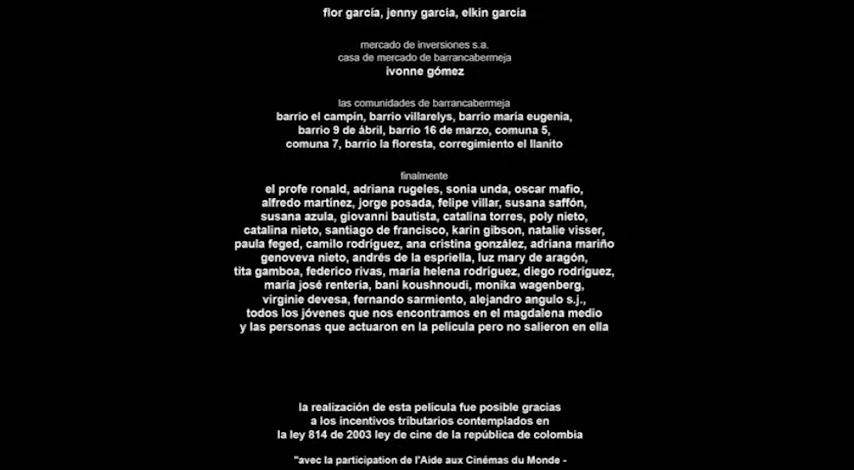 flor garcía, jenny garcía, elkin garcía
mercado de inversiones s.a.
casa de mercado de barrancabermeja
ivonne gómez
las comunidades de barrancabermeja
barrio el campín, barrio villarelys, barrio maría eugenia,
barrio 9 de ábril, barrio 16 de marzo, comuna 5,
comuna 7, barrio la floresta, corregimiento el llanito
finalmente
el profe ronald, adriana rugeles, sonia unda, oscar mafio,
alfredo martínez, jorge posada, felipe villar, susana saffón,
susana azula, giovanni bautista, catalina torres, poly nieto,
catalina nieto, santiago de francisco, karin gibson, natalie visser,
paula feged, camilo rodríguez, ana cristina gonzález, adriana mariño
genoveva nieto, andrés de la espriella, luz mary de aragón,
tita gamboa, federico rivas, maría helena rodríguez, diego rodríguez,
maría josé rentería, bani koushnoudi, monika wagenberg,
virginie devesa, fernando sarmiento, alejandro angulo s.j.,
todos los jóvenes que nos encontramos en el magdalena medio
y las personas que actuaron en la película pero no salieron en ella
la realización de esta película fue posible gracias
a los incentivos tributarios contemplados en
la ley 814 de 2003 ley de cine de la república de colombia
"avec la participation de l'Aide aux Cinémas du Monde -